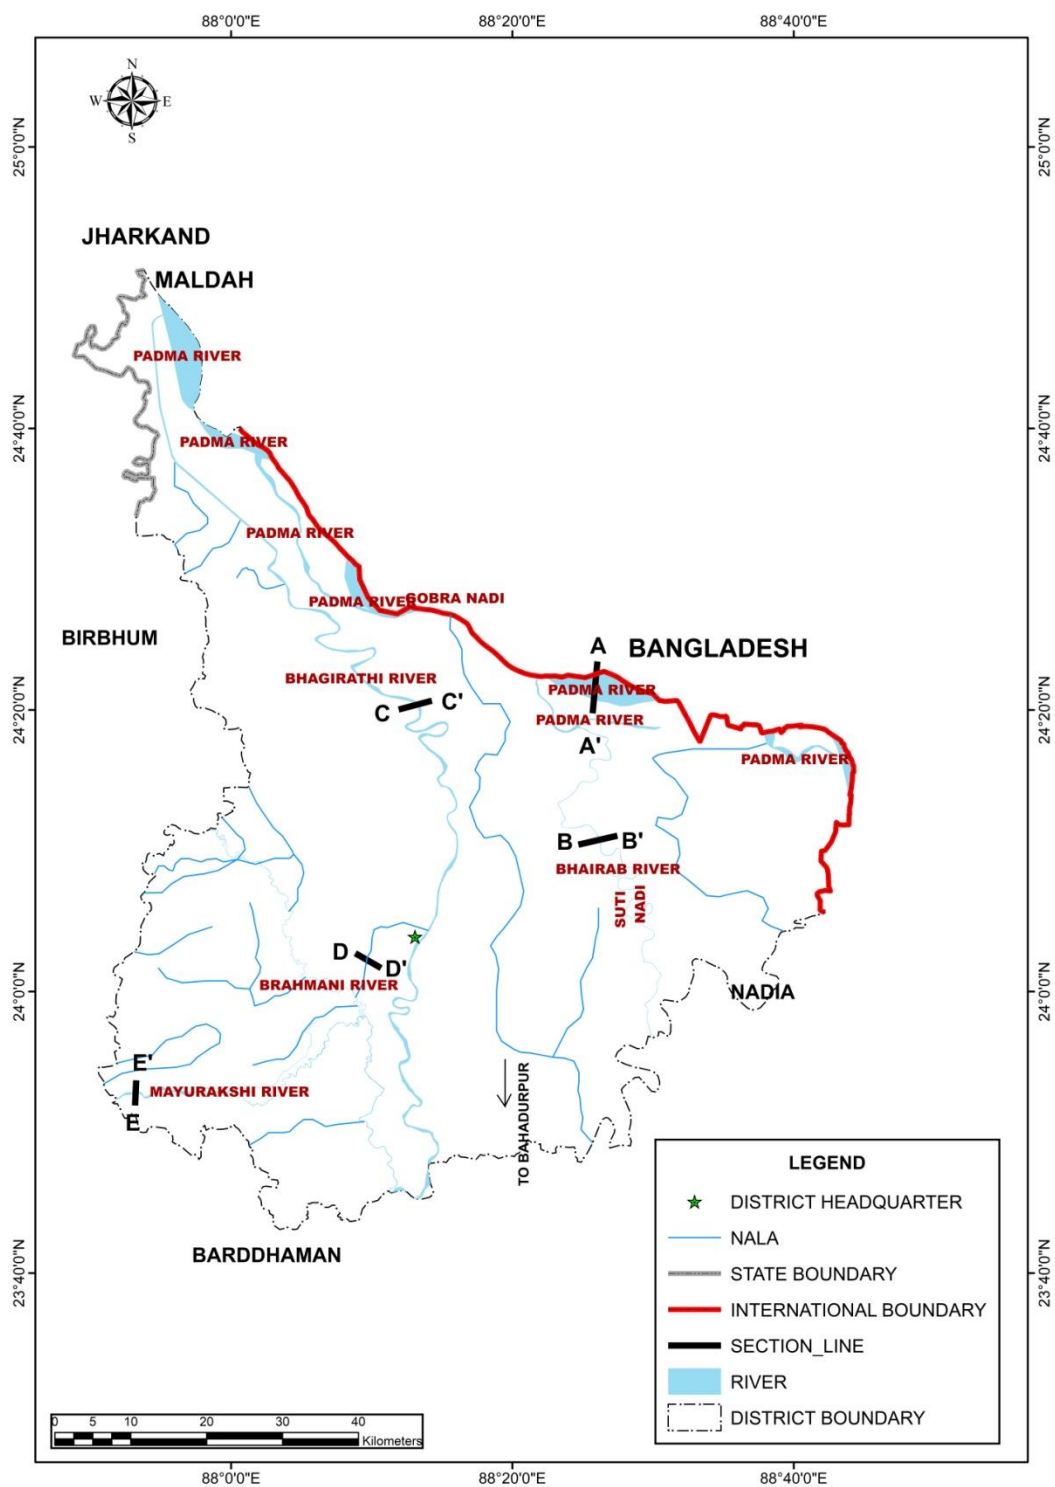 88°0'0"E
88°20'0"E
88°40'0"E
N
W
E
S
25°0'0"N
25°0'0"N
JHARKAND
MALDAH
PADMA RIVER
24°40'0"N
24°40'0"N
PADMA RIVER
PADMA RIVER
PADMA RIVER
GOBRA NADI
BIRBHUM
A
BANGLADESH
BHAGIRATHI RIVER
PADMA RIVER
C
C'
24°20'0"N
24°20'0"N
PADMA RIVER
A'
PADMA RIVER
B
B'
BHAIRAB RIVER
SUTI
NADI
D
D'
BRAHMANI RIVER
24°0'0"N
24°0'0"N
NADIA
E'
MAYURAKSHI RIVER
E
TO BAHADURPUR
BARDDHAMAN
23°40'0"N
23°40'0"N
LEGEND
DISTRICT HEADQUARTER
NALA
STATE BOUNDARY
INTERNATIONAL BOUNDARY
SECTION_LINE
RIVER
DISTRICT BOUNDARY
0 5 10 20 30 40
Kilometers
88°0'0"E
88°20'0"E
88°40'0"E